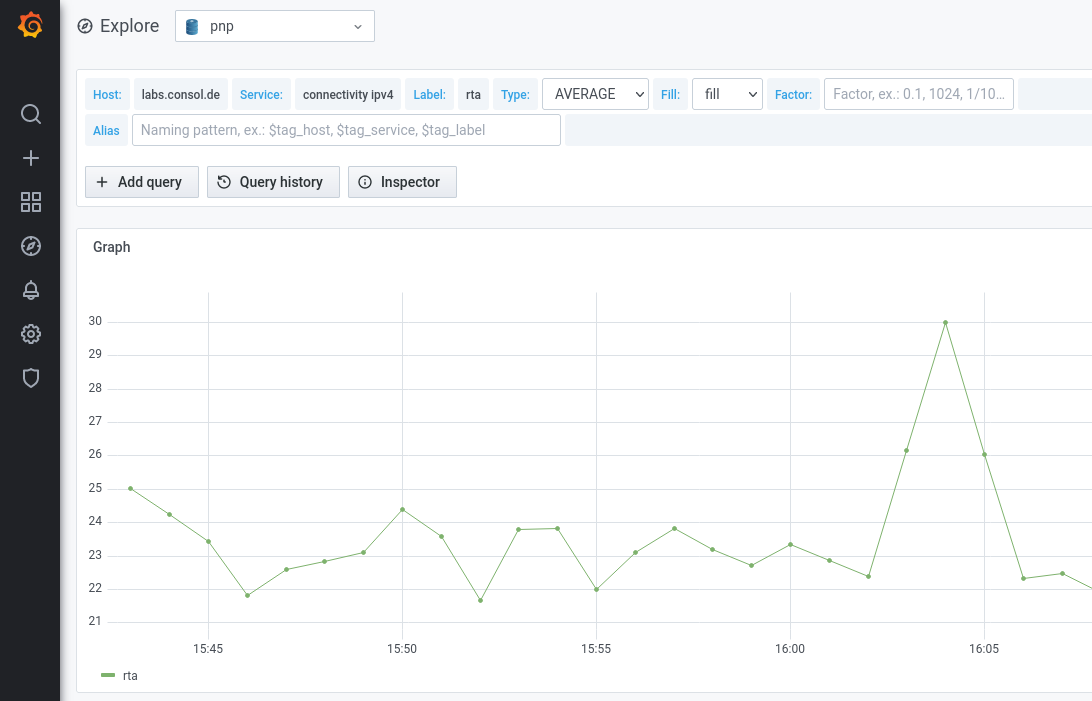 Explore pnp
Host: labs.consol.de Service: connectivity ipv4 Label: rta Type: AVERAGE Fill: fill Factor: Factor, ex.: 0.1, 1024, 1/10...
Alias Naming pattern, ex.: $tag_host, $tag_service, $tag_label
Add query Query history Inspector
Graph
30
29
28
27
26
25
24
23
22
21
15:45 15:50 15:55 16:00 16:05
rta